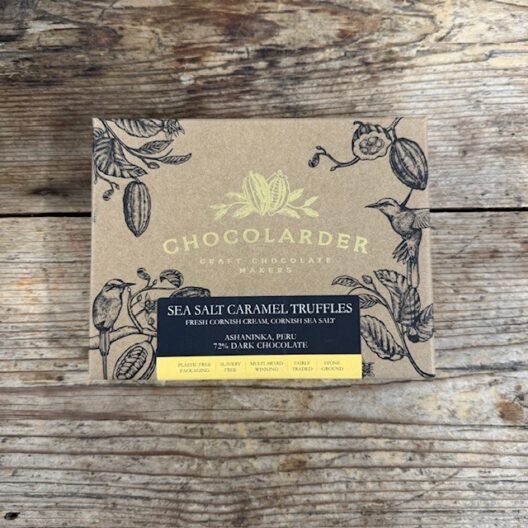 CHOCOLARDER
CRAFT CHOCOLATE
MAKERS
SEA SALT CARAMEL TRUFFLES
FRESH CORNISH CREAM, CORNISH SEA SALT
ASHANINKA, PERU
72% DARK CHOCOLATE
PLASTIC-FREE SLAVERY MULTI AWARD FAIRLY STONE
PACKAGING FREE WINNING TRADED GROUND